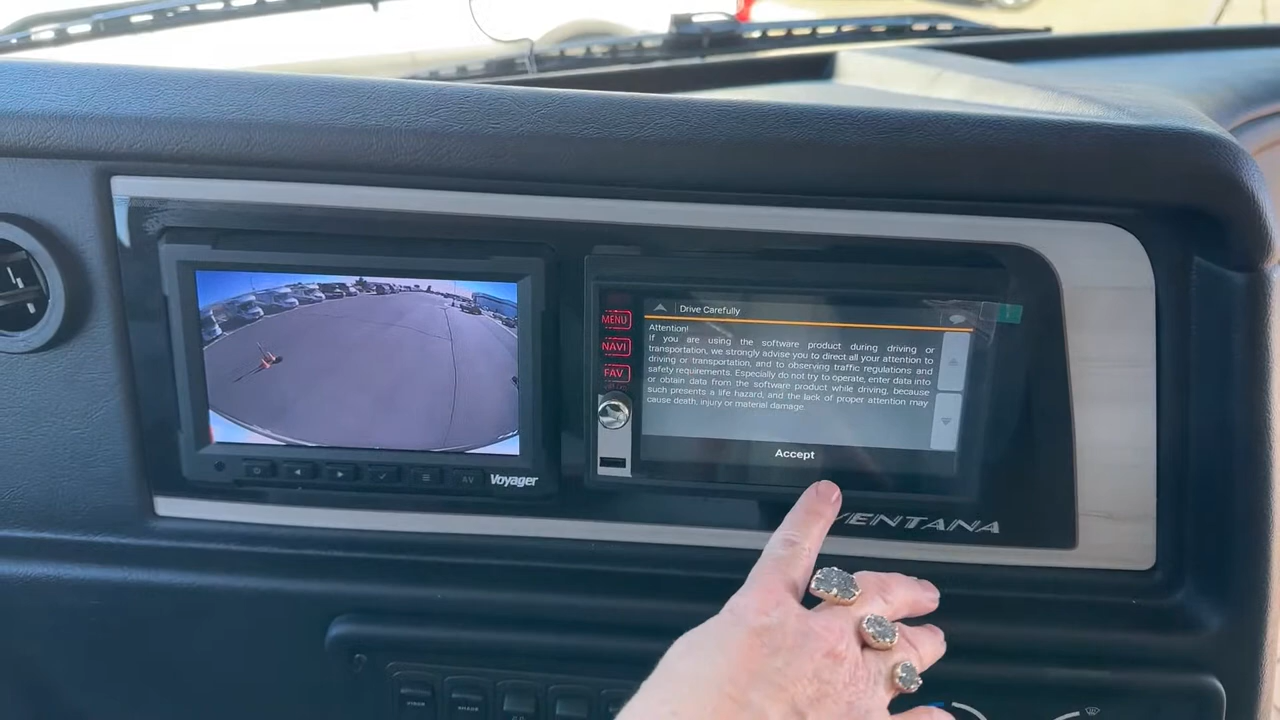 MENU
NAVI
FAV
Drive Carefully
Attention!
If you are using the software product during driving or
transportation, we strongly advise you to direct all your attention to
driving or transportation, and to observing traffic regulations and
safety requirements. Especially do not try to operate, enter data into
or obtain data from the software product while driving, because
such presents a life hazard, and the lack of proper attention may
cause death, injury or material damage.
Accept
AV
Voyager
VENTANA